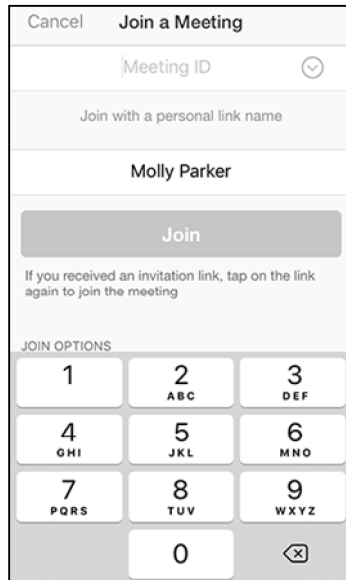 Cancel Join a Meeting
Meeting ID
Join with a personal link name
Molly Parker
Join
If you received an invitation link, tap on the link
again to join the meeting
JOIN OPTIONS
1 2 3
ABC DEF
4 5 6
GHI JKL MNO
7 8 9
PQRS TUV WXYZ
0